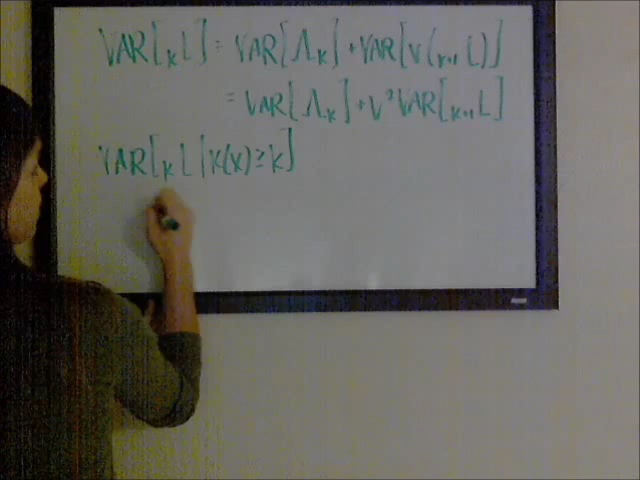 VAR[ₖL] = VAR[Λₖ] + VAR[v(ₖ₊₁L)]
= VAR[Λₖ] + v²VAR[ₖ₊₁L]
VAR[ₖL|K(x)≥k]